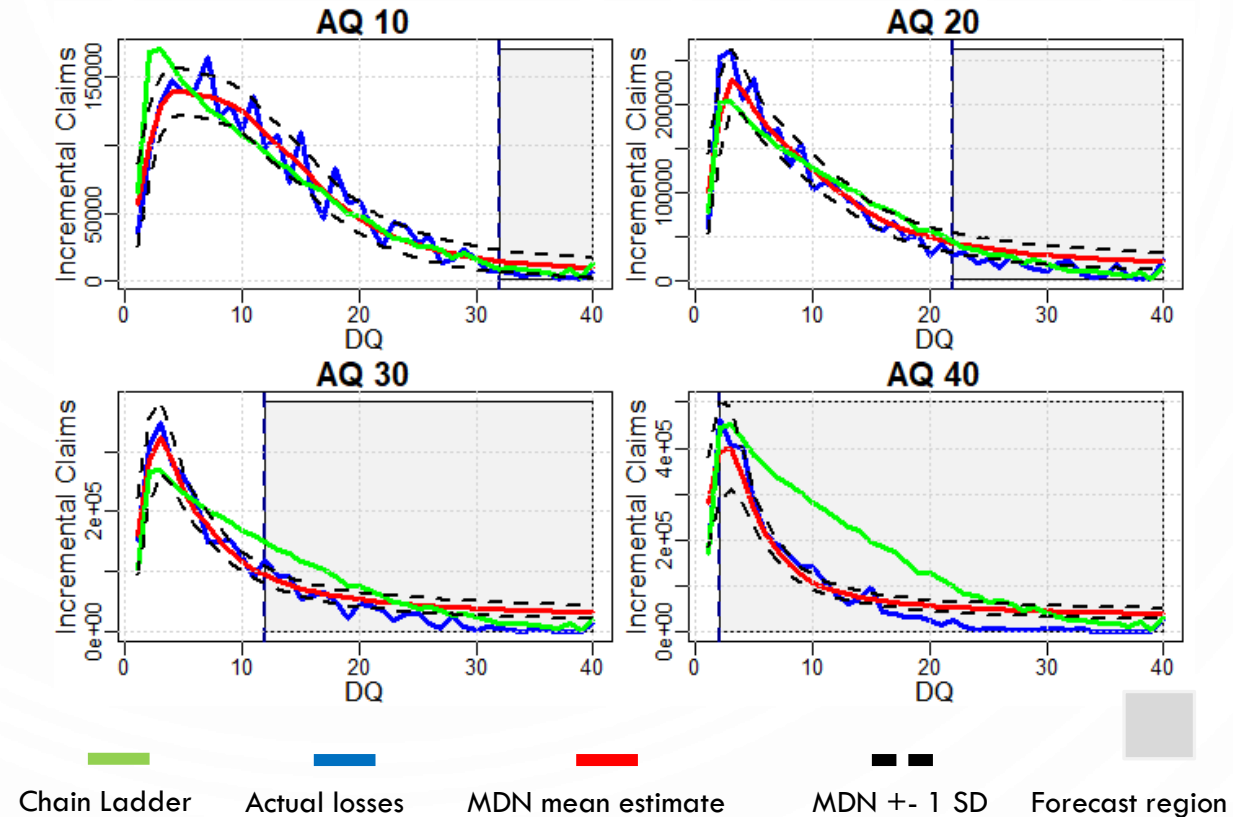 AQ 10
AQ 20
Incremental Claims
0
50000
150000
0
10
20
30
40
DQ
Incremental Claims
0
100000
200000
0
10
20
30
40
DQ
AQ 30
AQ 40
Incremental Claims
0e+00
2e+05
0
10
20
30
40
DQ
Incremental Claims
0e+00
2e+05
4e+05
0
10
20
30
40
DQ
Chain Ladder
Actual losses
MDN mean estimate
MDN +- 1 SD
Forecast region